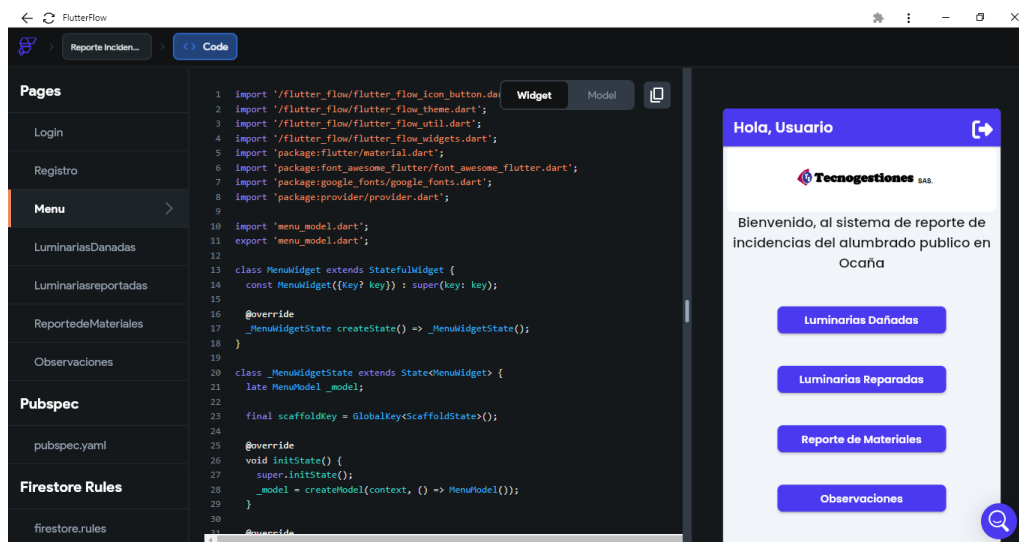 FlutterFlow
Reporte Inciden...
<> Code
Pages
Login
Registro
Menu
LuminariasDanadas
Luminariasreportadas
ReportedeMateriales
Observaciones
Pubspec
pubspec.yaml
Firestore Rules
firestore.rules
Widget Model
1 import '/flutter_flow/flutter_flow_icon_button.da
2 import '/flutter_flow/flutter_flow_theme.dart';
3 import '/flutter_flow/flutter_flow_util.dart';
4 import '/flutter_flow/flutter_flow_widgets.dart';
5 import 'package:flutter/material.dart';
6 import 'package:font_awesome_flutter/font_awesome_flutter.dart';
7 import 'package:google_fonts/google_fonts.dart';
8 import 'package:provider/provider.dart';
9
10 import 'menu_model.dart';
11 export 'menu_model.dart';
12
13 class MenuWidget extends StatefulWidget {
14 const MenuWidget({Key? key}) : super(key: key);
15
16 @override
17 _MenuWidgetState createState() => _MenuWidgetState();
18 }
19
20 class _MenuWidgetState extends State<MenuWidget> {
21 late MenuModel _model;
22
23 final scaffoldKey = GlobalKey<ScaffoldState>();
24
25 @override
26 void initState() {
27 super.initState();
28 _model = createModel(context, () => MenuModel());
29 }
30
31 @override
Hola, Usuario
Tecnogestiones SAS.
Bienvenido, al sistema de reporte de
incidencias del alumbrado publico en
Ocaña
Luminarias Dañadas
Luminarias Reparadas
Reporte de Materiales
Observaciones